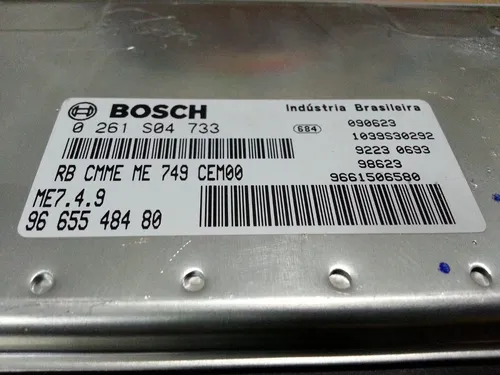 BOSCH
Indústria Brasileira
0 261 S04 733
684
090623
1039S30292
9223 0693
98623
9661506580
RB CMME ME 749 CEM00
ME7.4.9
96 655 484 80